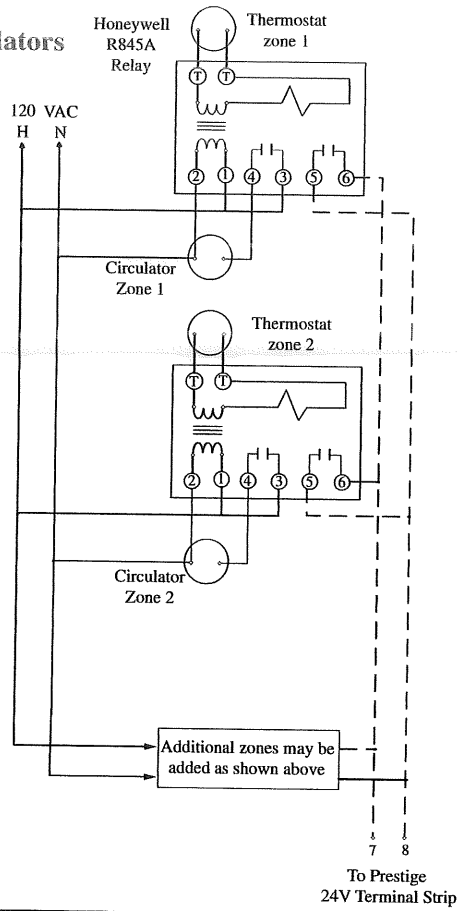 lators
Honeywell
R845A
Relay
Thermostat
zone 1
T T
120 VAC
H N
2 1 4 3 5 6
Circulator
Zone 1
Thermostat
zone 2
T T
2 1 4 3 5 6
Circulator
Zone 2
Additional zones may be
added as shown above
7 8
To Prestige
24V Terminal Strip